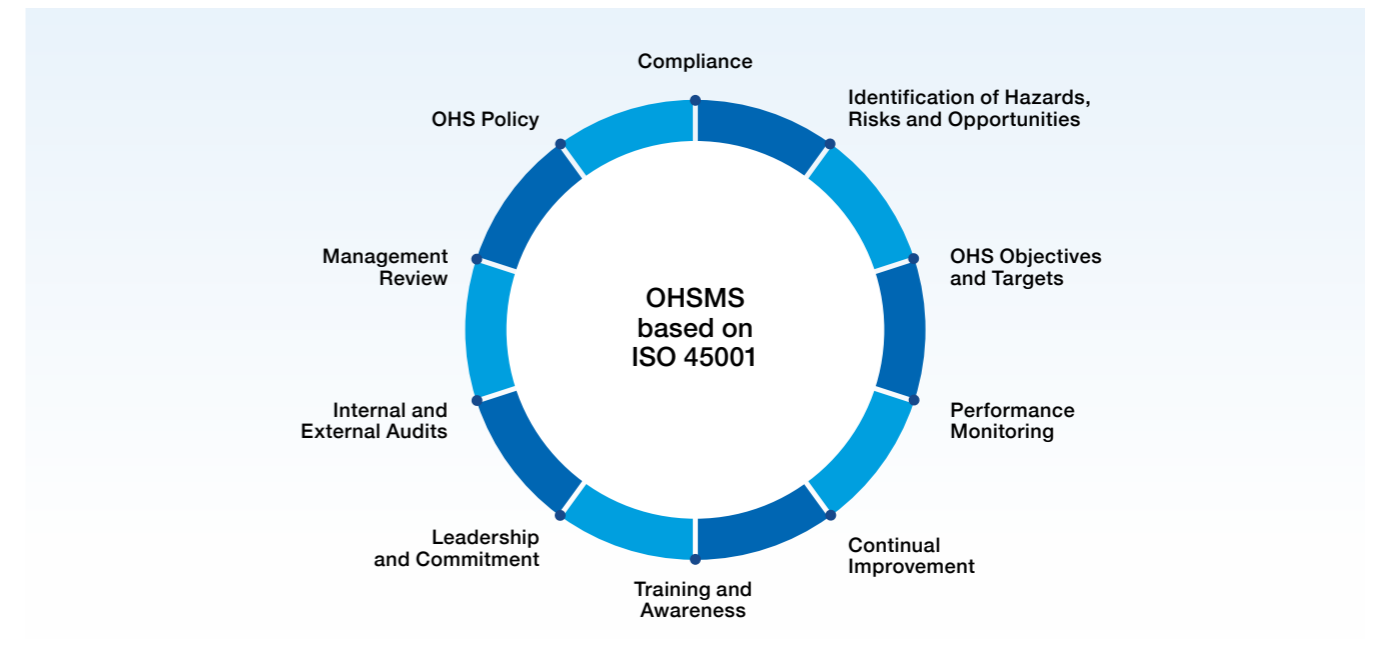 Compliance
Identification of Hazards,
Risks and Opportunities
OHS Policy
Management
Review
OHS Objectives
and Targets
OHSMS
based on
ISO 45001
Internal and
External Audits
Performance
Monitoring
Leadership
and Commitment
Continual
Improvement
Training and
Awareness